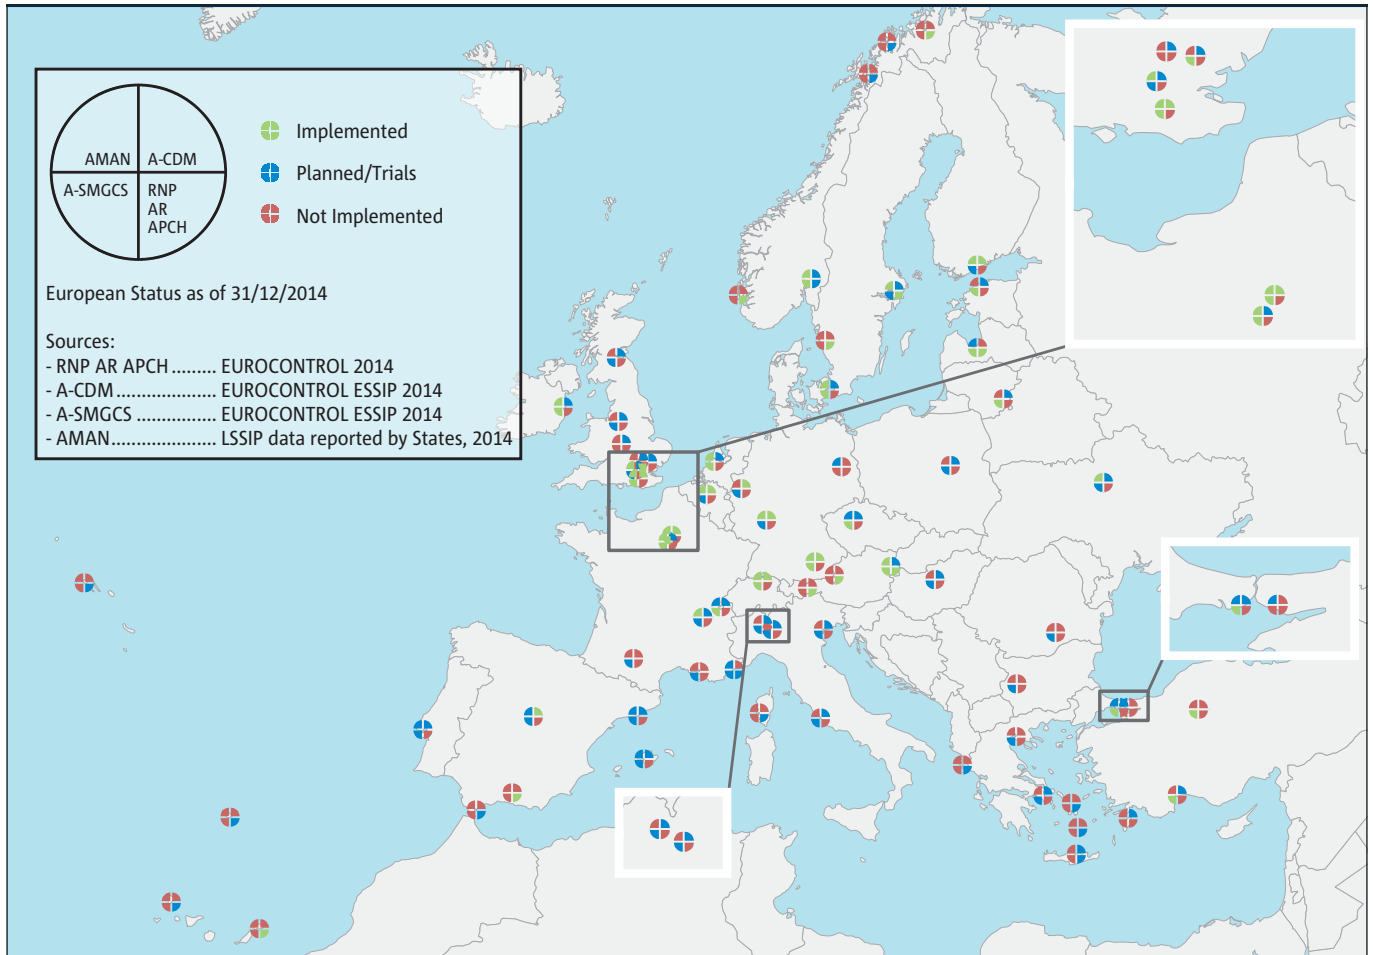 AMAN
A-CDM
A-SMGCS
RNP
AR
APCH
Implemented
Planned/Trials
Not Implemented
European Status as of 31/12/2014
Sources:
- RNP AR APCH ......... EUROCONTROL 2014
- A-CDM .................... EUROCONTROL ESSIP 2014
- A-SMGCS ................ EUROCONTROL ESSIP 2014
- AMAN ..................... LSSIP data reported by States, 2014